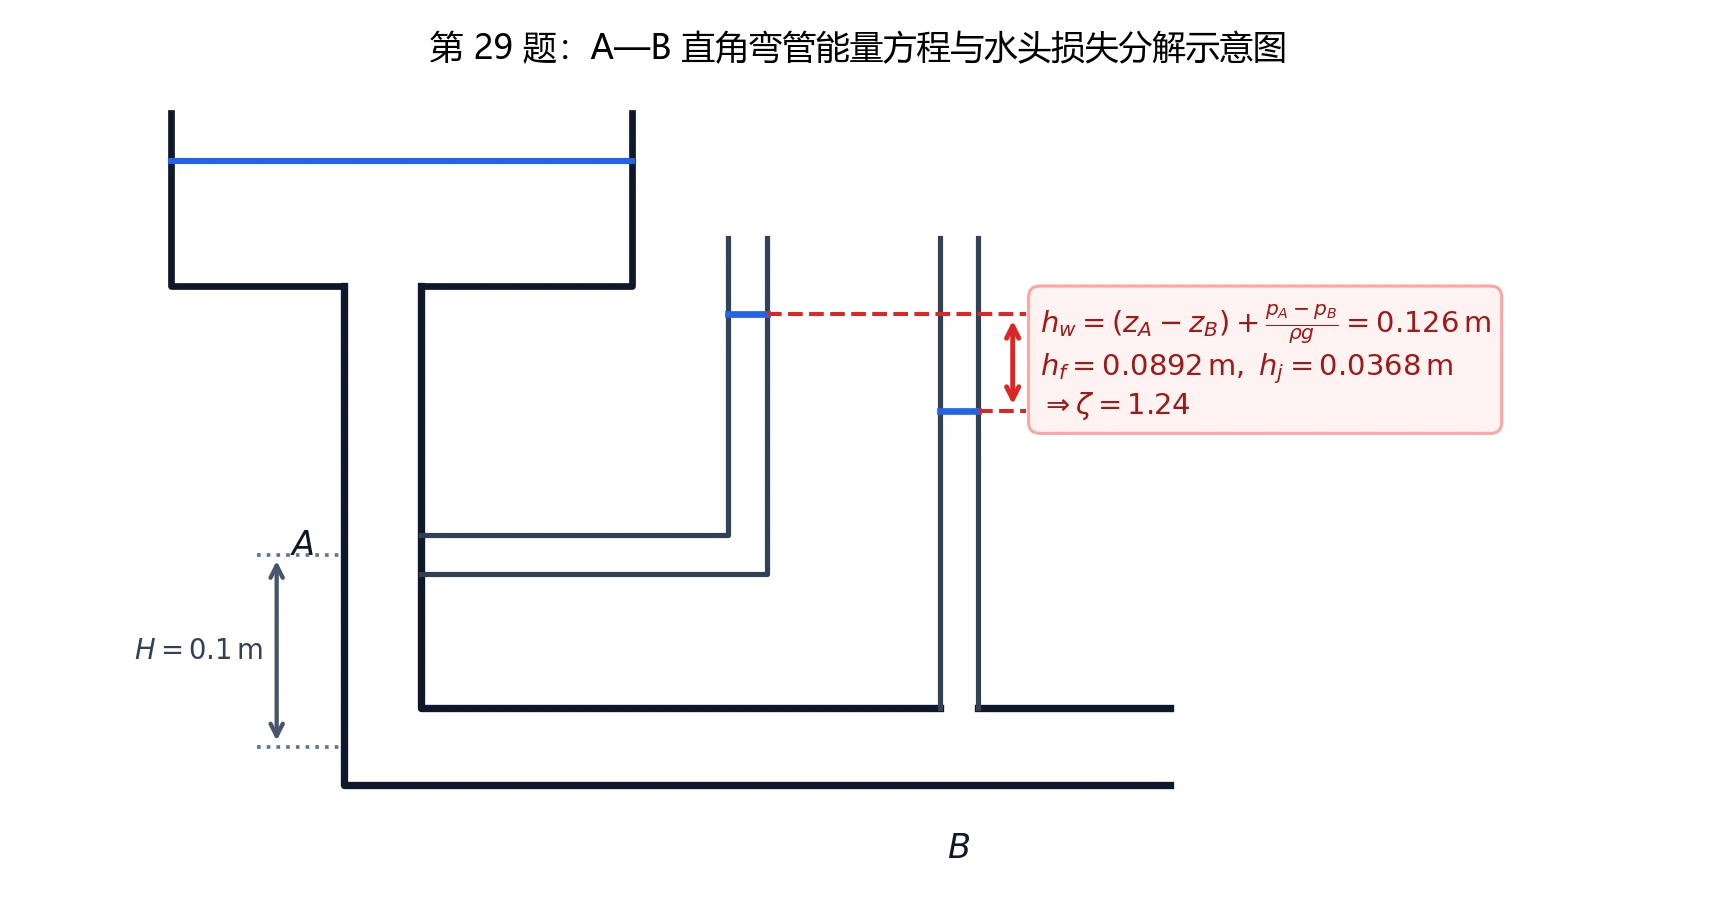 第 29 题：A—B 直角弯管能量方程与水头损失分解示意图
h_w = (z_A − z_B) + \frac{p_A − p_B}{ρg} = 0.126 m
h_f = 0.0892 m, h_j = 0.0368 m
⇒ ζ = 1.24
A
H = 0.1 m
B